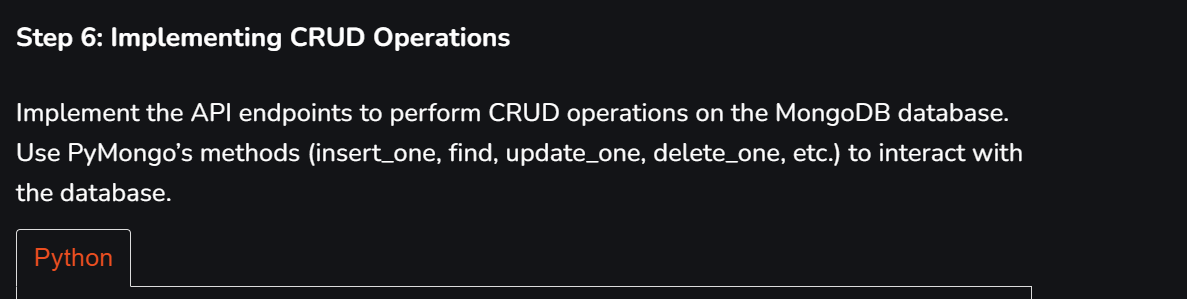 Step 6: Implementing CRUD Operations
Implement the API endpoints to perform CRUD operations on the MongoDB database.
Use PyMongo’s methods (insert_one, find, update_one, delete_one, etc.) to interact with
the database.
Python